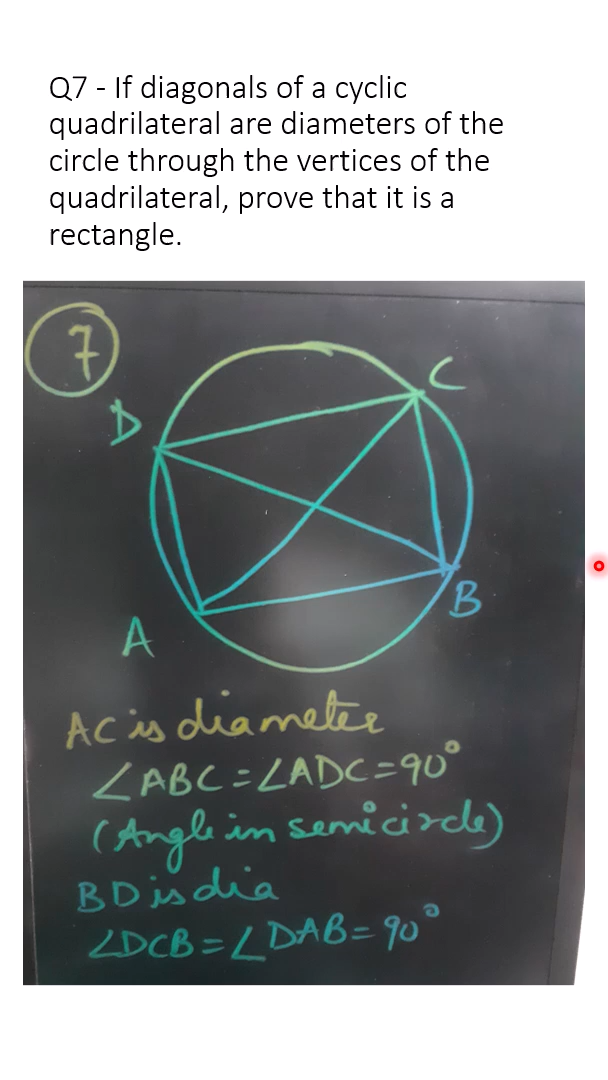 Q7 - If diagonals of a cyclic
quadrilateral are diameters of the
circle through the vertices of the
quadrilateral, prove that it is a
rectangle.
7
C
D
B
A
AC is diameter
∠ABC=∠ADC=90°
(Angle in semicircle)
BD is dia
∠DCB=∠DAB=90°